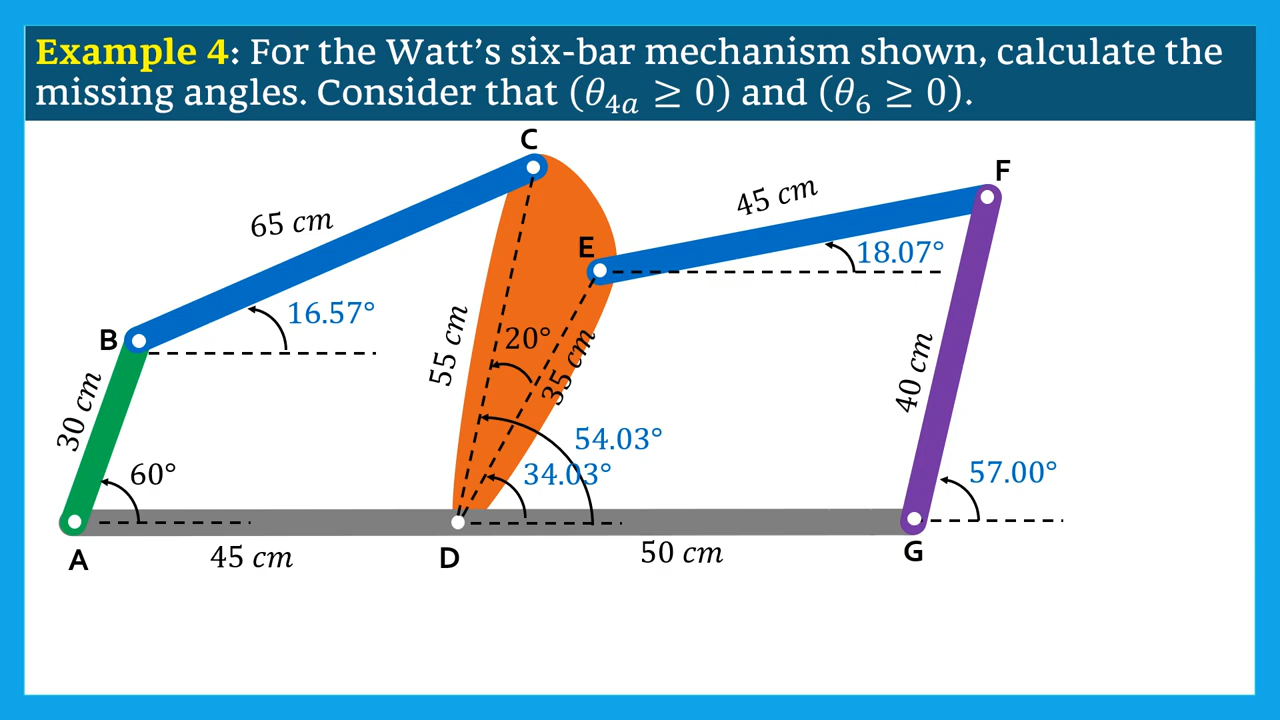 Example 4: For the Watt’s six-bar mechanism shown, calculate the
missing angles. Consider that (θ₄ₐ ≥ 0) and (θ₆ ≥ 0).
C
F
65 cm
45 cm
E
18.07°
B
16.57°
20°
55 cm
35 cm
40 cm
30 cm
54.03°
60°
34.03°
57.00°
A
45 cm
D
50 cm
G